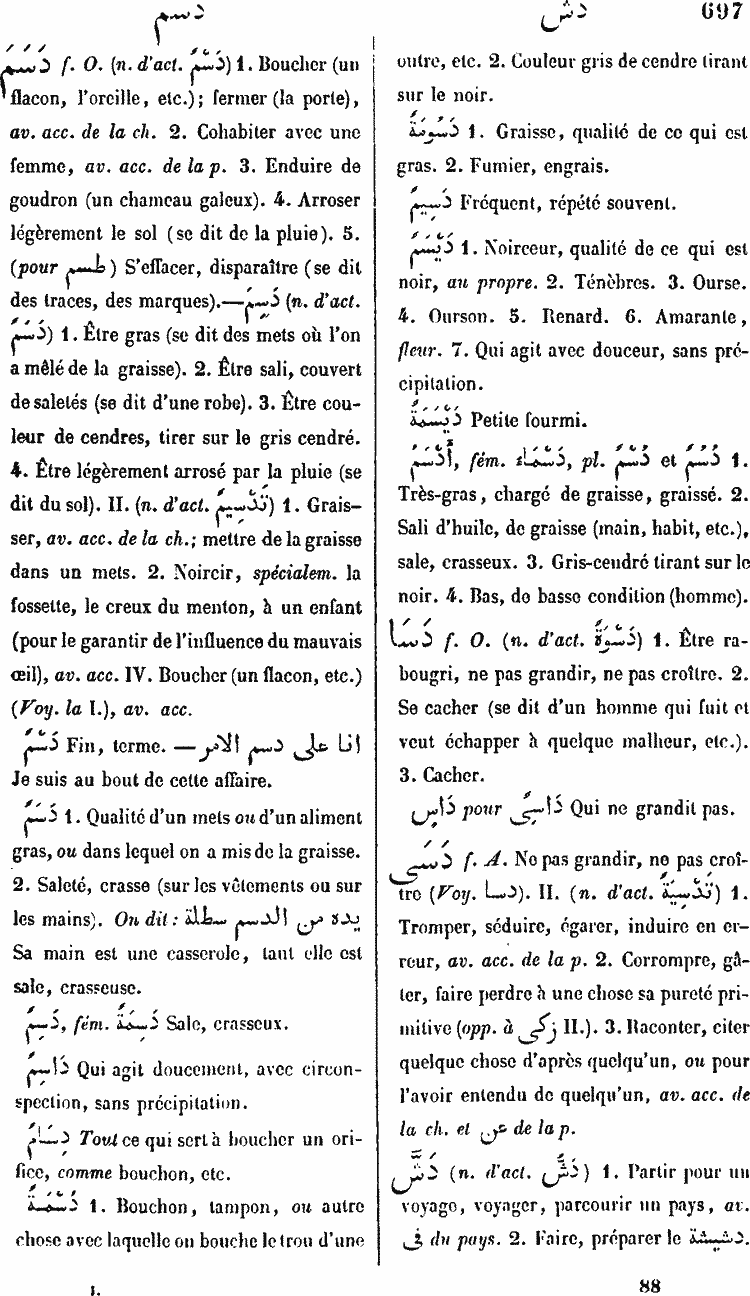 دسم
دش
697
دَسَمَ f. O. (n. d'act. دَسْمٌ) 1. Boucher (un
flacon, l'oreille, etc.); fermer (la porte),
av. acc. de la ch. 2. Cohabiter avec une
femme, av. acc. de la p. 3. Enduire de
goudron (un chameau galeux). 4. Arroser
légèrement le sol (se dit de la pluie). 5.
(pour طسم) S'effacer, disparaître (se dit
des traces, des marques).—دَسِمَ (n. d'act.
دَسَمٌ) 1. Être gras (se dit des mets où l'on
a mêlé de la graisse). 2. Être sali, couvert
de saletés (se dit d'une robe). 3. Être cou-
leur de cendres, tirer sur le gris cendré.
4. Être légèrement arrosé par la pluie (se
dit du sol). II. (n. d'act. تَدْسِيمٌ) 1. Grais-
ser, av. acc. de la ch.; mettre de la graisse
dans un mets. 2. Noircir, spécialem. la
fossette, le creux du menton, à un enfant
(pour le garantir de l'influence du mauvais
œil), av. acc. IV. Boucher (un flacon, etc.)
(Voy. la I.), av. acc.
دَسْمٌ Fin, terme. — انا على دسم الامر
Je suis au bout de cette affaire.
دَسَمٌ 1. Qualité d'un mets ou d'un aliment
gras, ou dans lequel on a mis de la graisse.
2. Saleté, crasse (sur les vêtements ou sur
les mains). On dit : يده من الدسم سطلة
Sa main est une casserole, tant elle est
sale, crasseuse.
دَسِمٌ, fém. دَسِمَةٌ Sale, crasseux.
دَاسِمٌ Qui agit doucement, avec circon-
spection, sans précipitation.
دِسَامٌ Tout ce qui sert à boucher un ori-
fice, comme bouchon, etc.
دُسْمَةٌ 1. Bouchon, tampon, ou autre
chose avec laquelle on bouche le trou d'une
I.
outre, etc. 2. Couleur gris de cendre tirant
sur le noir.
دُسُومَةٌ 1. Graisse, qualité de ce qui est
gras. 2. Fumier, engrais.
دَسِيمٌ Fréquent, répété souvent.
دَيْسَمٌ 1. Noirceur, qualité de ce qui est
noir, au propre. 2. Ténèbres. 3. Ourse.
4. Ourson. 5. Renard. 6. Amarante,
fleur. 7. Qui agit avec douceur, sans pré-
cipitation.
دَيْسَمَةٌ Petite fourmi.
أَدْسَمُ, fém. دَسْمَاءُ, pl. دُسْمٌ et دُسُمٌ 1.
Très-gras, chargé de graisse, graissé. 2.
Sali d'huile, de graisse (main, habit, etc.),
sale, crasseux. 3. Gris-cendré tirant sur le
noir. 4. Bas, de basse condition (homme).
دَسَا f. O. (n. d'act. دَسْوَةٌ) 1. Être ra-
bougri, ne pas grandir, ne pas croître. 2.
Se cacher (se dit d'un homme qui fuit et
veut échapper à quelque malheur, etc.).
3. Cacher.
دَاسٍ pour دَاسِىٌ Qui ne grandit pas.
دَسَى f. A. Ne pas grandir, ne pas croî-
tre (Voy. دسا). II. (n. d'act. تَدْسِيَةٌ) 1.
Tromper, séduire, égarer, induire en er-
reur, av. acc. de la p. 2. Corrompre, gâ-
ter, faire perdre à une chose sa pureté pri-
mitive (opp. à زكى II.). 3. Raconter, citer
quelque chose d'après quelqu'un, ou pour
l'avoir entendu de quelqu'un, av. acc. de
la ch. et عن de la p.
دَشَّ (n. d'act. دَشٌّ) 1. Partir pour un
voyage, voyager, parcourir un pays, av.
فى du pays. 2. Faire, préparer le دشيشة.
88